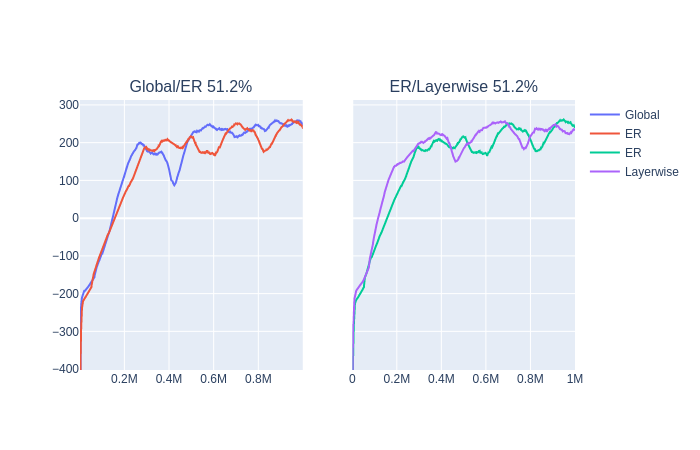 Global/ER 51.2%
ER/Layerwise 51.2%
300
200
100
0
−100
−200
−300
−400
0.2M 0.4M 0.6M 0.8M
0 0.2M 0.4M 0.6M 0.8M 1M
Global
ER
ER
Layerwise